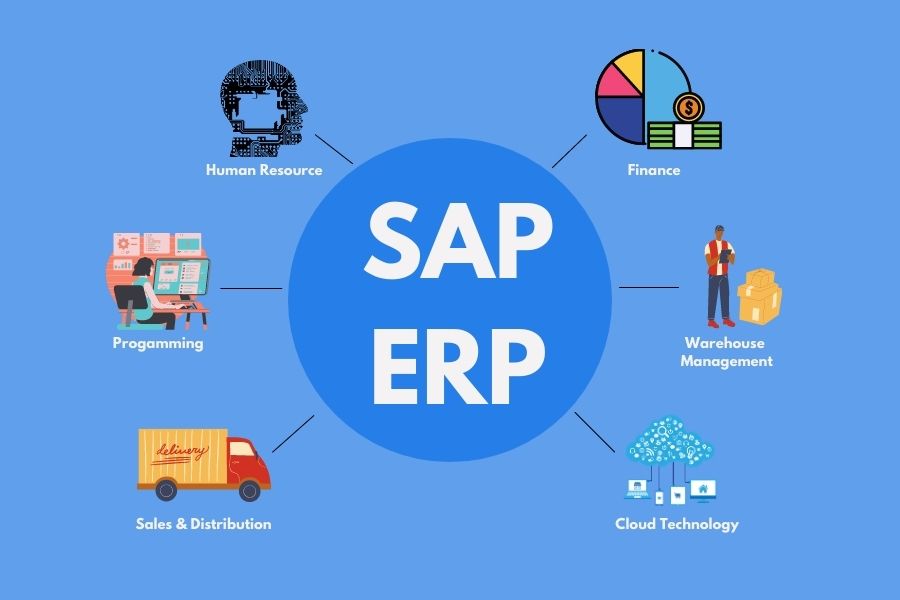 Human Resource
Finance
SAP
ERP
Progamming
Warehouse
Management
delivery
Sales & Distribution
Cloud Technology